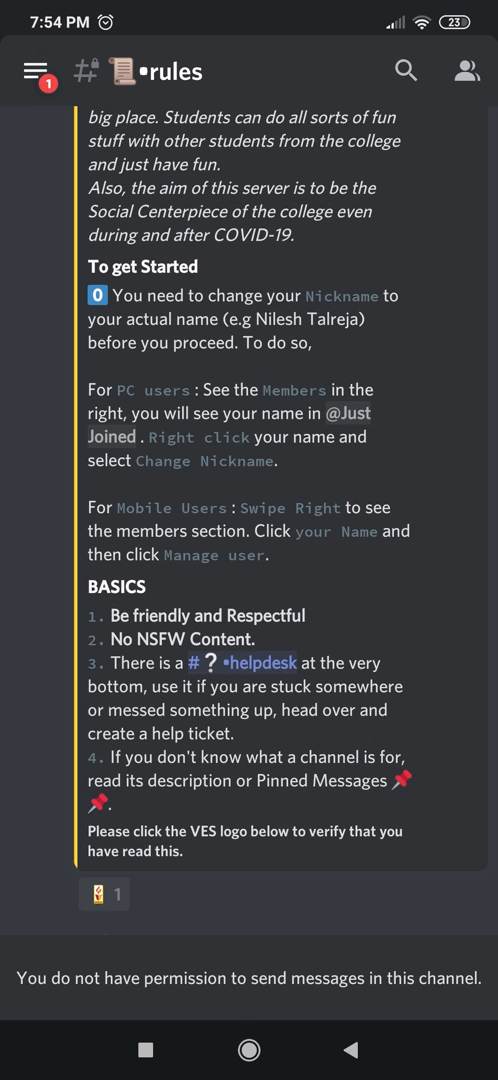 7:54 PM
23
1
#📜•rules
big place. Students can do all sorts of fun
stuff with other students from the college
and just have fun.
Also, the aim of this server is to be the
Social Centerpiece of the college even
during and after COVID-19.
To get Started
0 You need to change your Nickname to
your actual name (e.g Nilesh Talreja)
before you proceed. To do so,
For PC users : See the Members in the
right, you will see your name in @Just
Joined . Right click your name and
select Change Nickname.
For Mobile Users : Swipe Right to see
the members section. Click your Name and
then click Manage user.
BASICS
1. Be friendly and Respectful
2. No NSFW Content.
3. There is a #❔•helpdesk at the very
bottom, use it if you are stuck somewhere
or messed something up, head over and
create a help ticket.
4. If you don't know what a channel is for,
read its description or Pinned Messages 📌
📌.
Please click the VES logo below to verify that you
have read this.
1
You do not have permission to send messages in this channel.